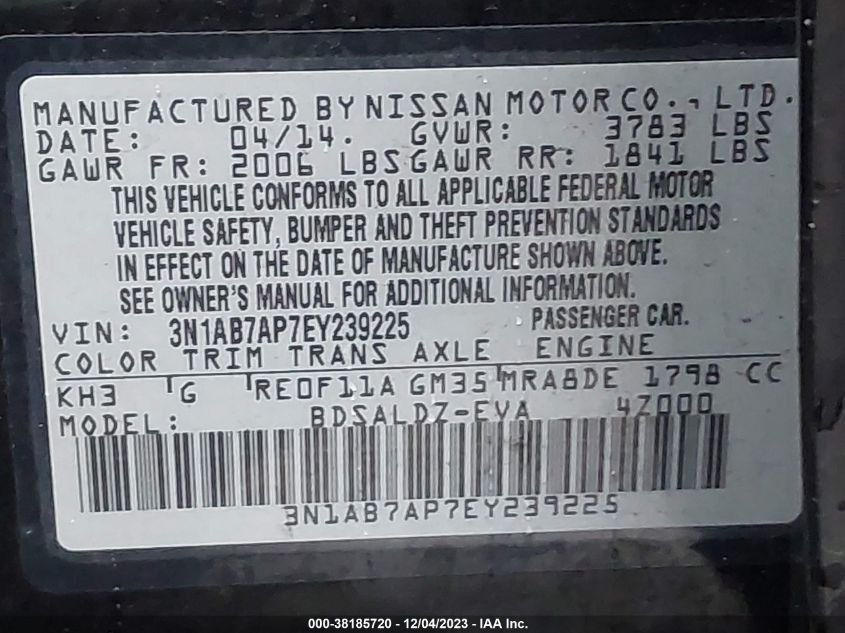 MANUFACTURED BY NISSAN MOTOR CO., LTD.
DATE: 04/14. GVWR: 3783 LBS
GAWR FR: 2006 LBS GAWR RR: 1841 LBS
THIS VEHICLE CONFORMS TO ALL APPLICABLE FEDERAL MOTOR
VEHICLE SAFETY, BUMPER AND THEFT PREVENTION STANDARDS
IN EFFECT ON THE DATE OF MANUFACTURE SHOWN ABOVE.
SEE OWNER'S MANUAL FOR ADDITIONAL INFORMATION.
VIN: 3N1AB7AP7EY239225 PASSENGER CAR.
COLOR TRIM TRANS AXLE ENGINE
KH3 G RE0F11A GM35 MRA8DE 1798 CC
MODEL: BDSALDZ-EVA 4Z000
3N1AB7AP7EY239225
000-38185720 - 12/04/2023 - IAA Inc.